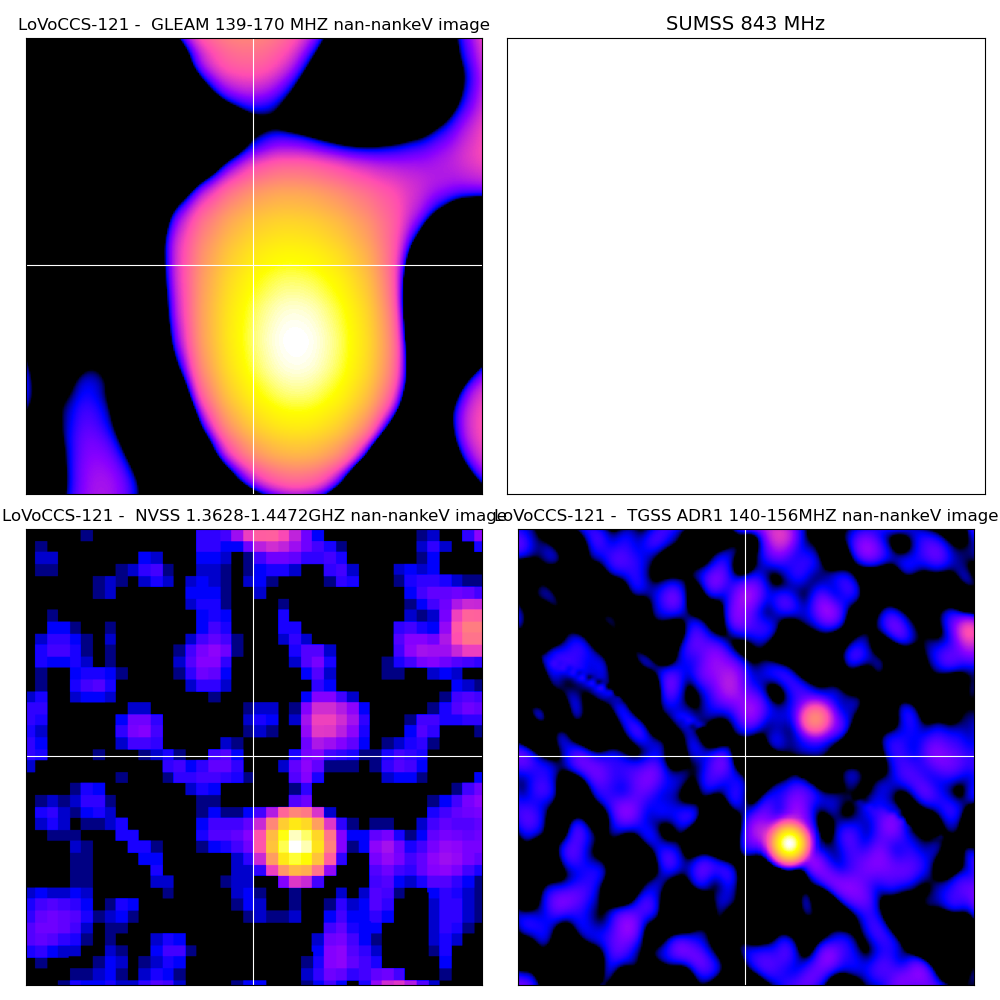 LoVoCCS-121 - GLEAM 139-170 MHZ nan-nankeV image
SUMSS 843 MHz
LoVoCCS-121 - NVSS 1.3628-1.4472GHZ nan-nankeV image
LoVoCCS-121 - TGSS ADR1 140-156MHZ nan-nankeV image